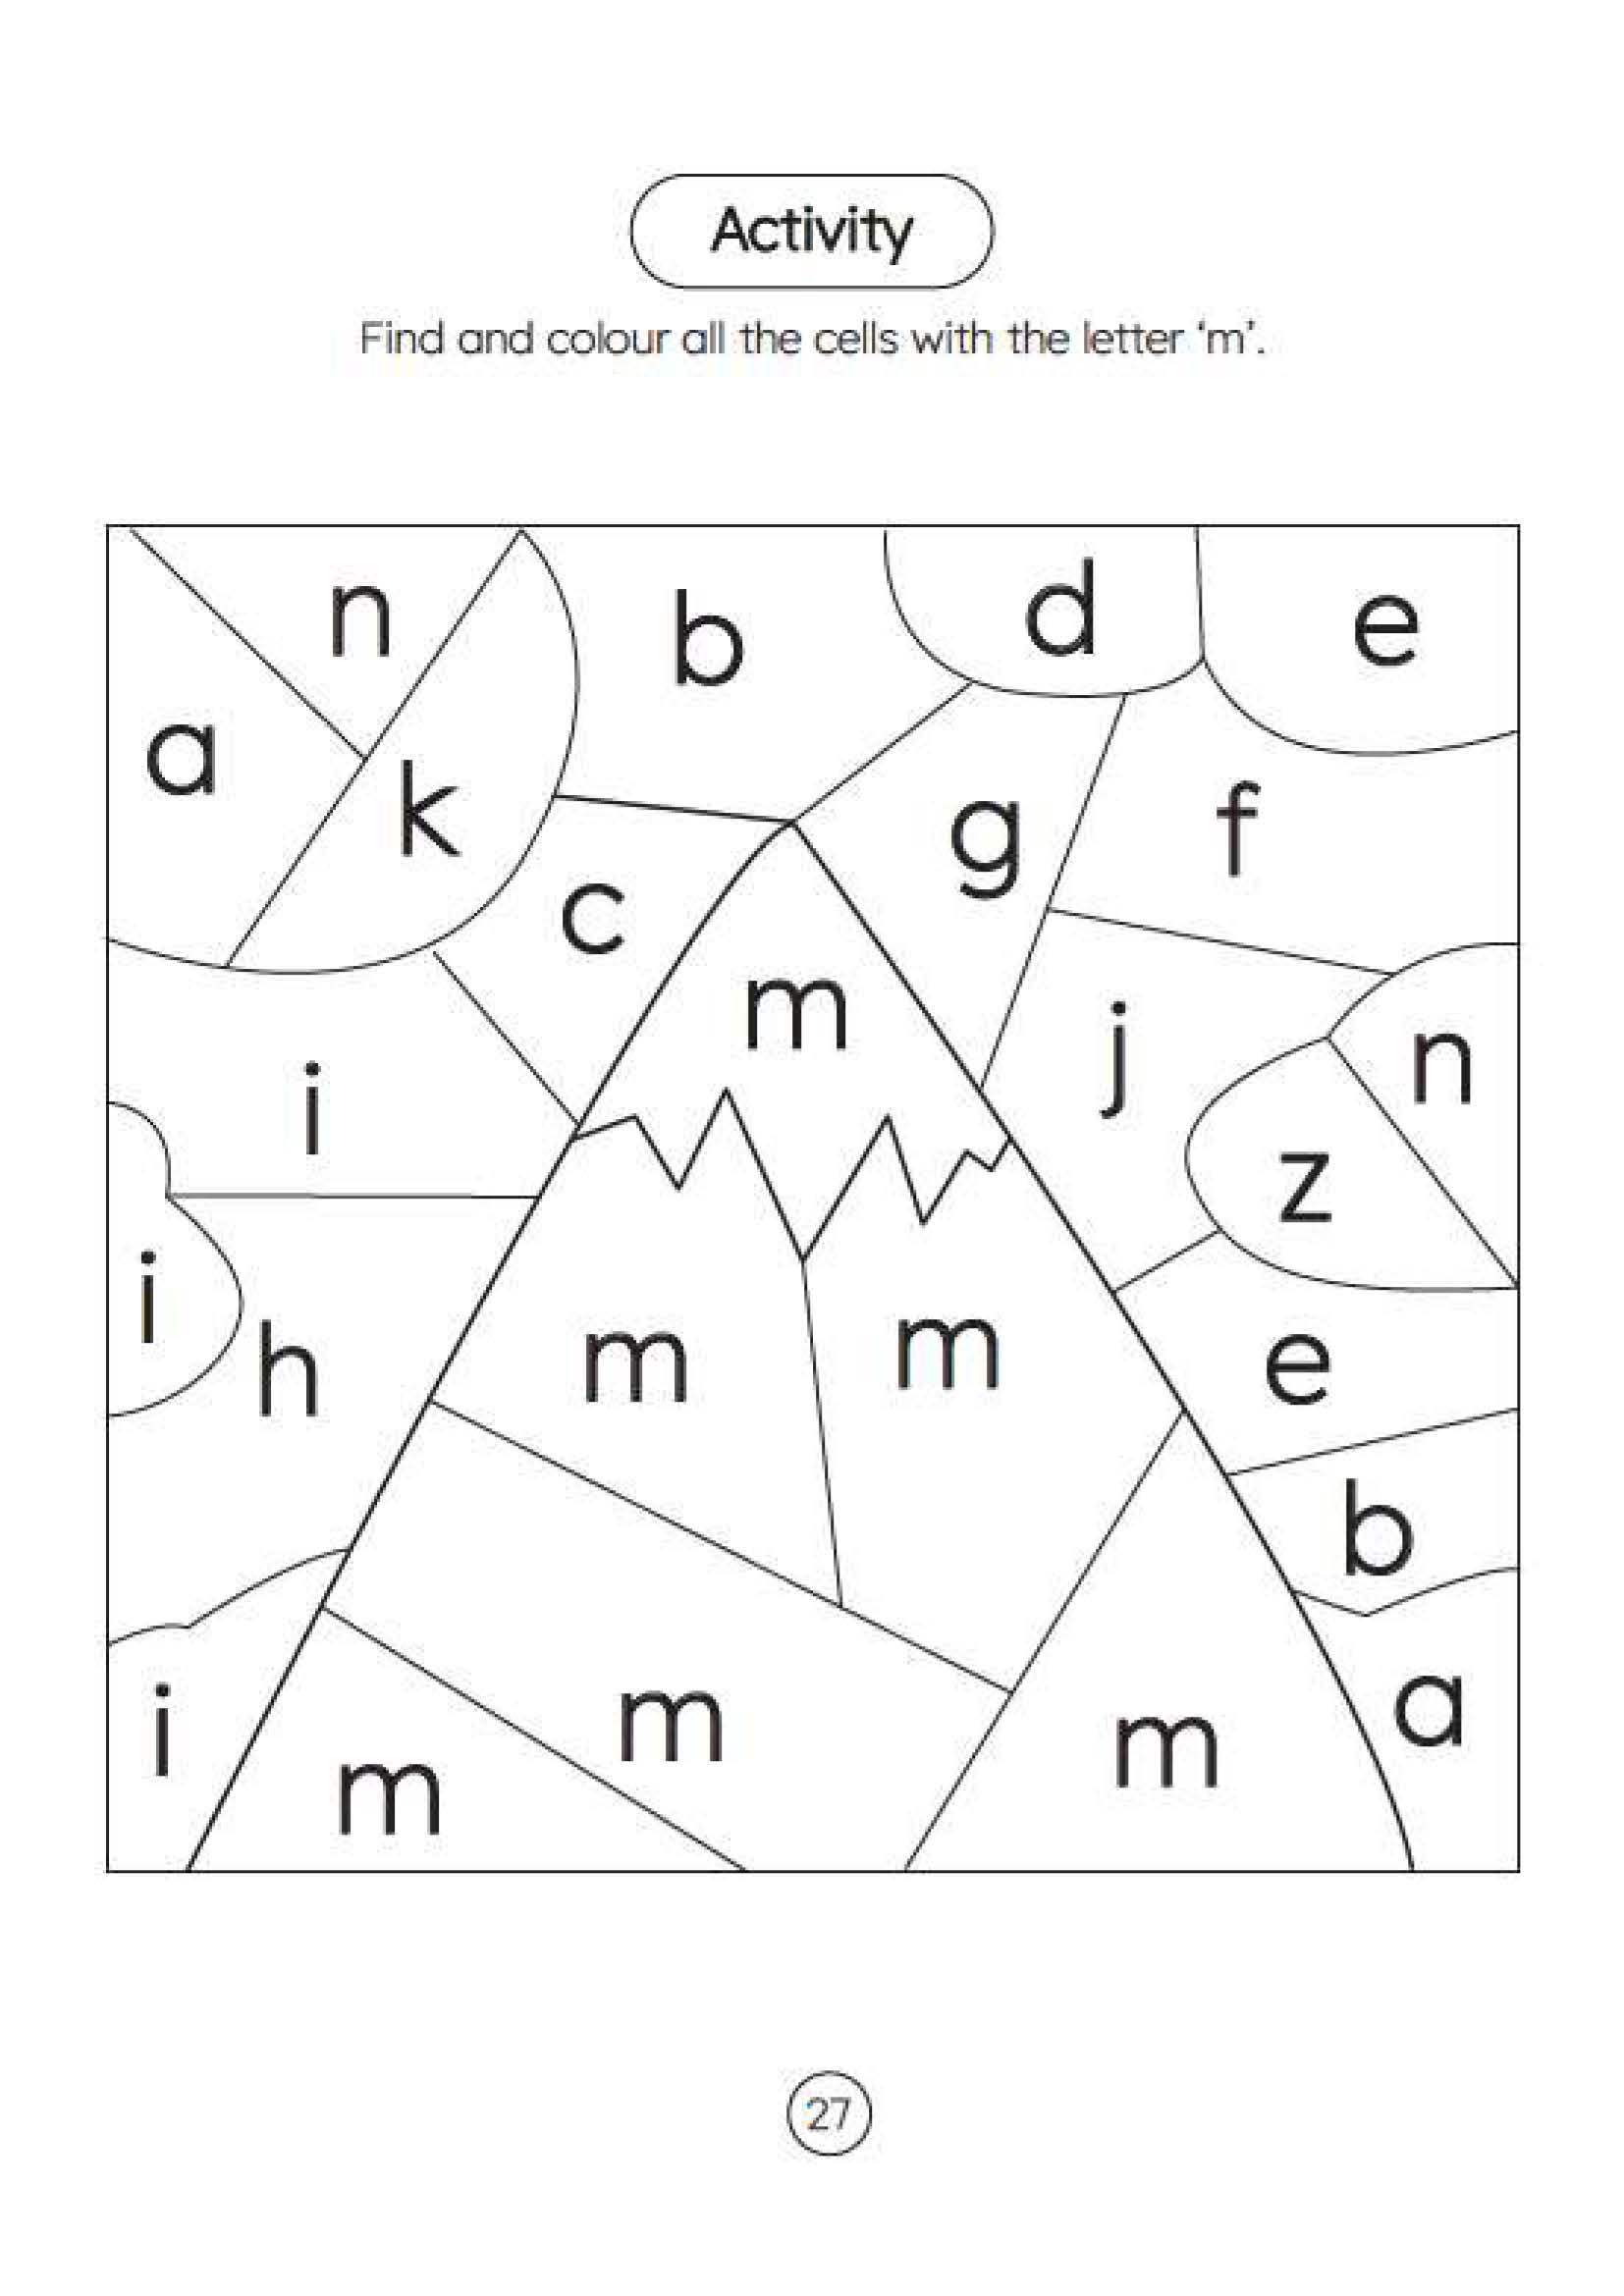 Activity
Find and colour all the cells with the letter ‘m’.
n b d e
a k g f
c
m
i j n
z
i h m m e
b
i m m m a
27